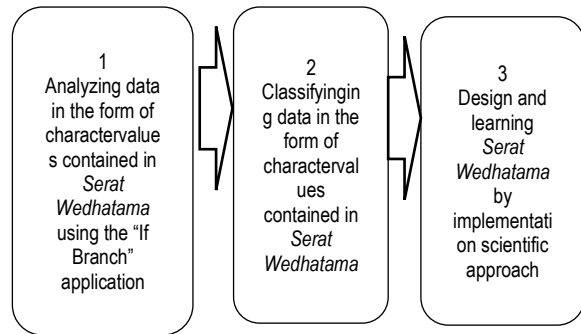 1
Analyzing data
in the form of
charactervalue
s contained in
Serat
Wedhatama
using the “If
Branch”
application
2
Classifyingin
g data in the
form of
characterval
ues
contained in
Serat
Wedhatama
3
Design and
learning
Serat
Wedhatama
by
implementati
on scientific
approach